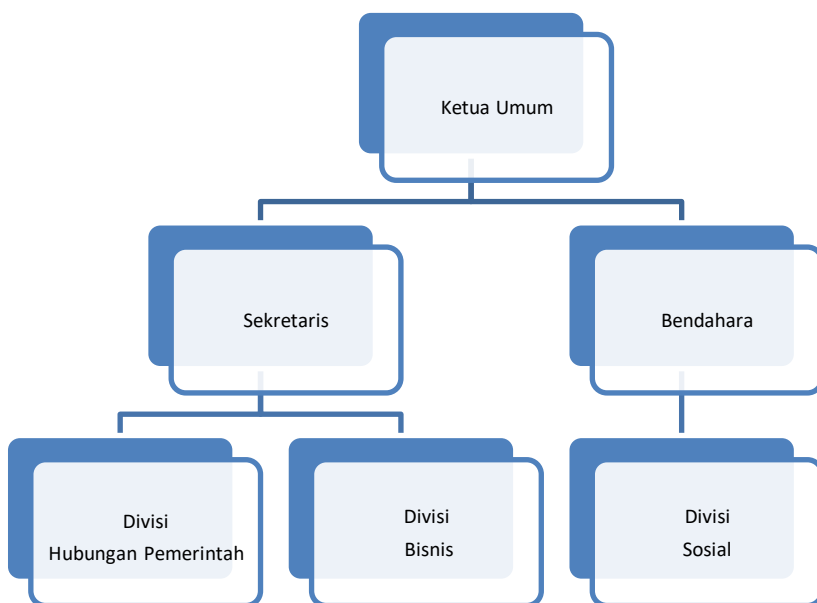 Ketua Umum
Sekretaris
Bendahara
Divisi
Hubungan Pemerintah
Divisi
Bisnis
Divisi
Sosial